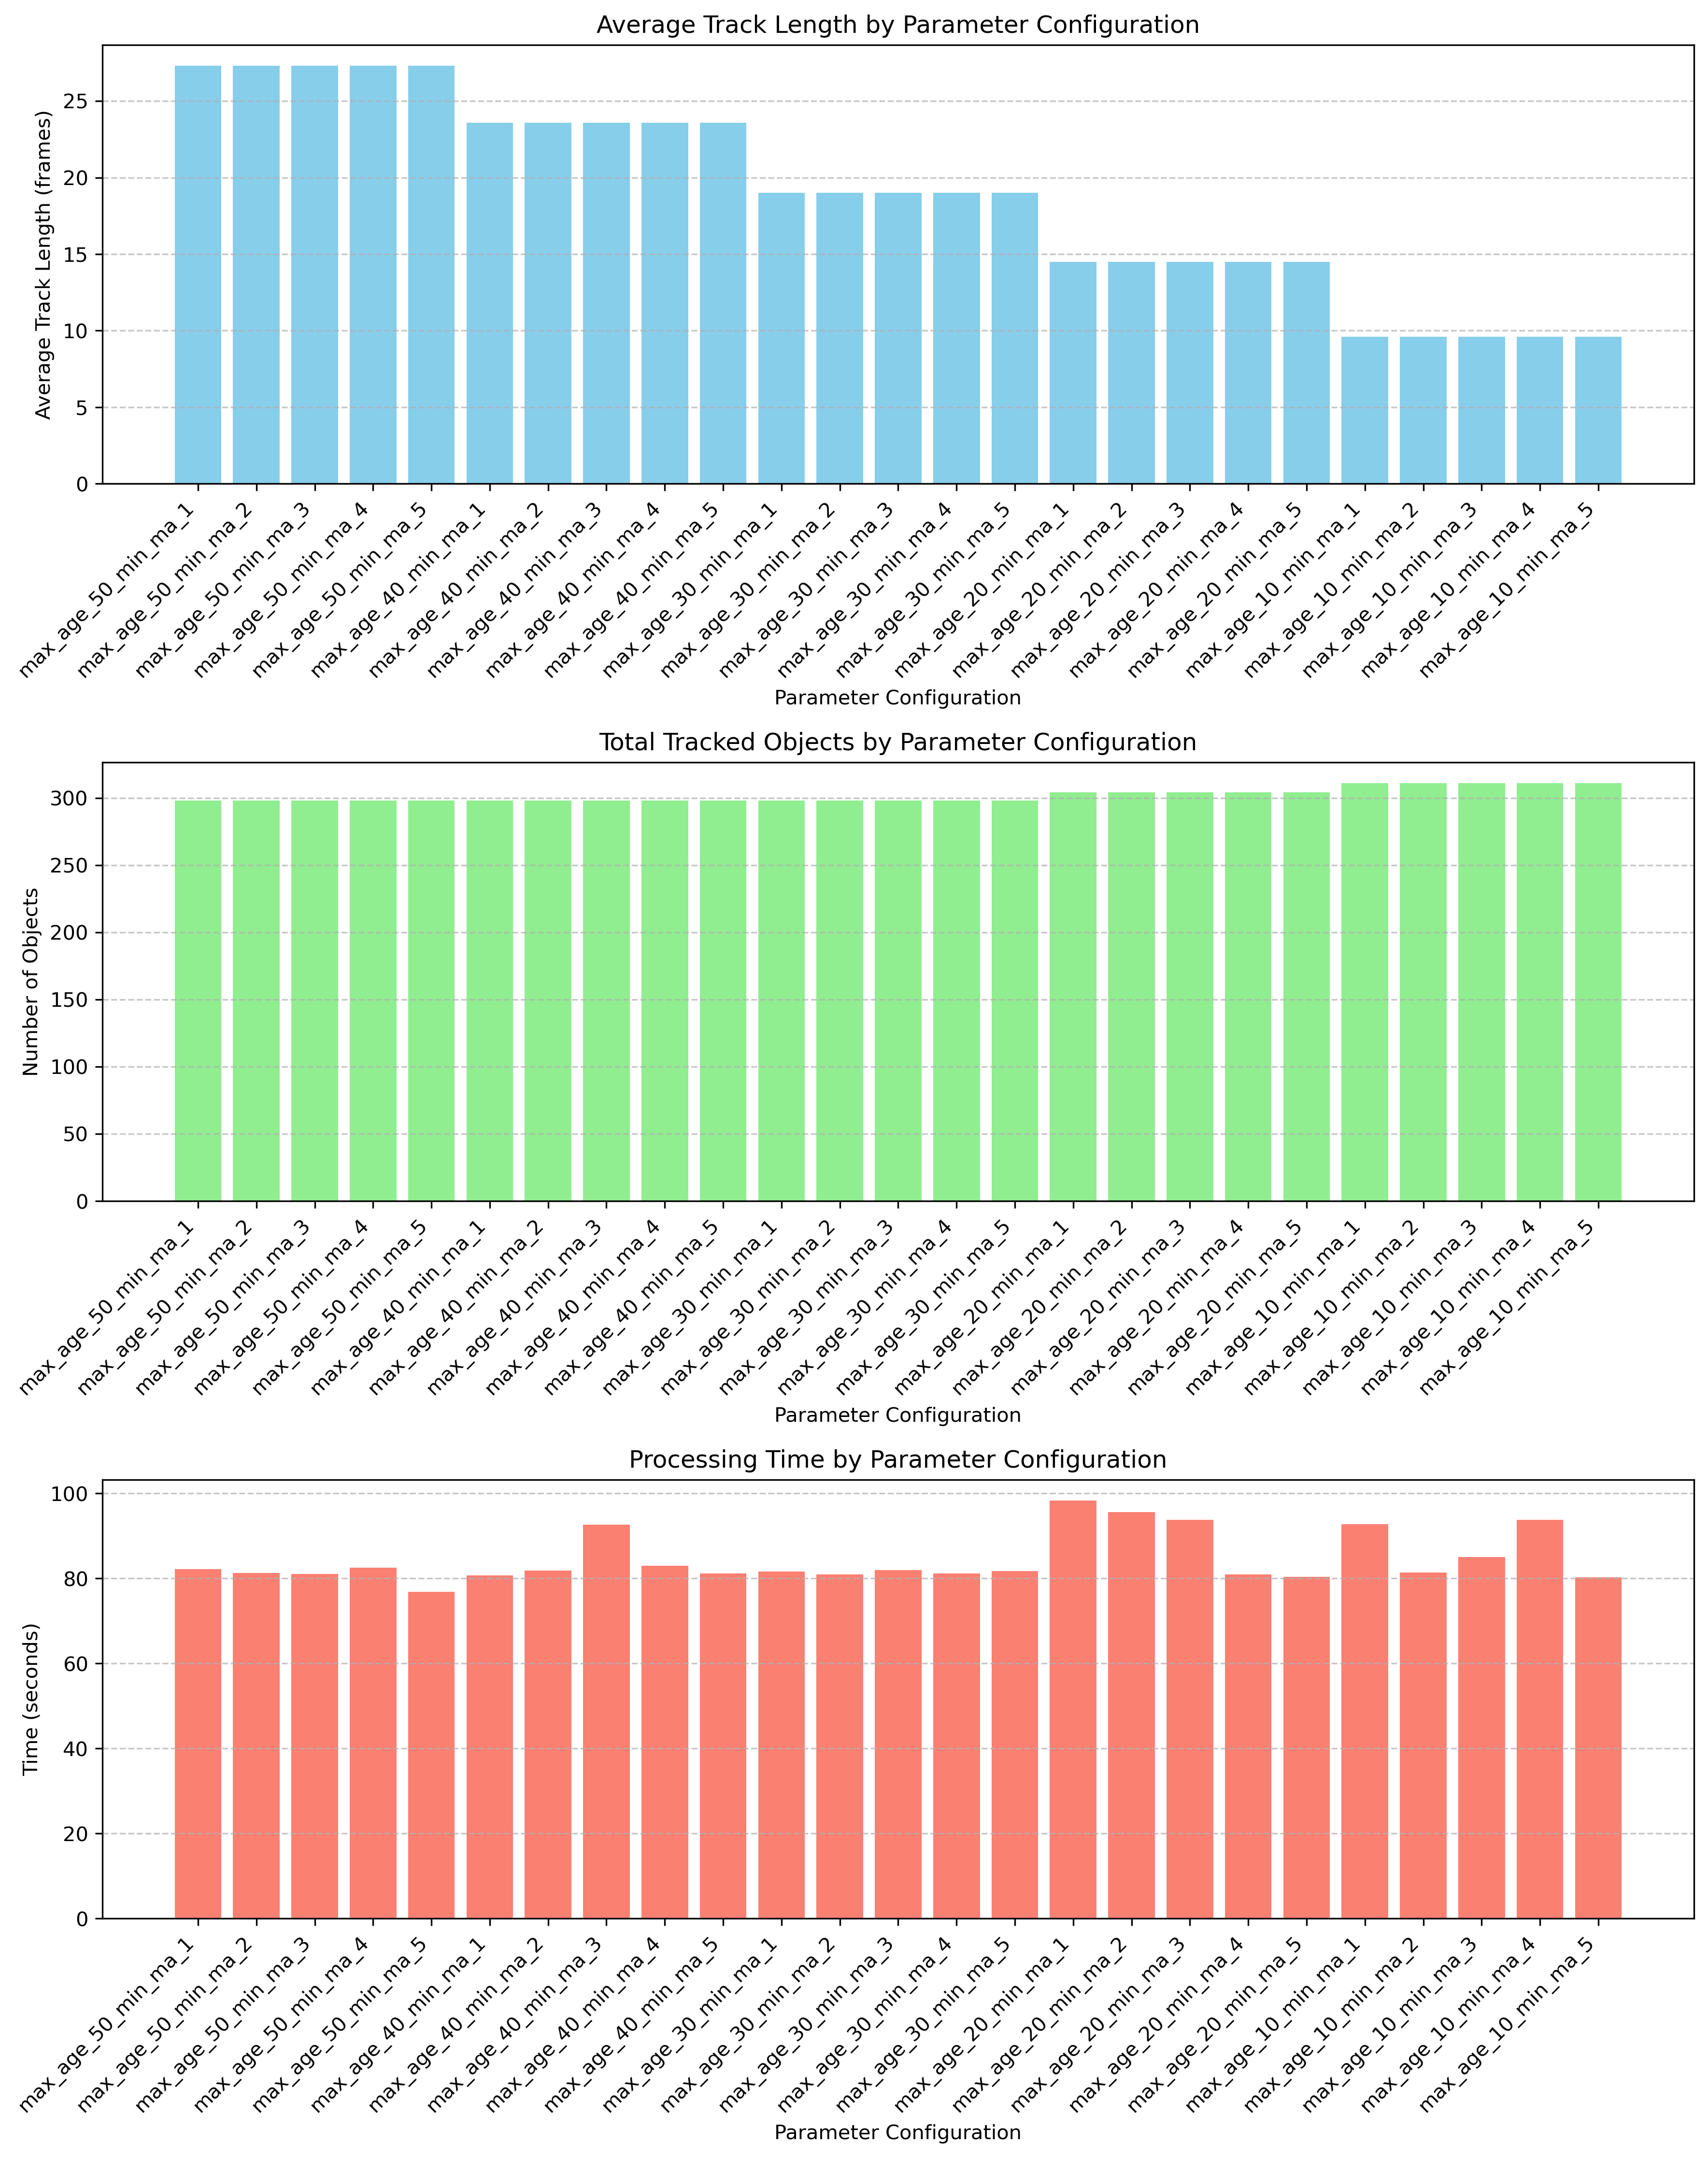 Average Track Length by Parameter Configuration
Average Track Length (frames)
25
20
15
10
5
0
max_age_50_min_ma_1
max_age_50_min_ma_2
max_age_50_min_ma_3
max_age_50_min_ma_4
max_age_50_min_ma_5
max_age_40_min_ma_1
max_age_40_min_ma_2
max_age_40_min_ma_3
max_age_40_min_ma_4
max_age_40_min_ma_5
max_age_30_min_ma_1
max_age_30_min_ma_2
max_age_30_min_ma_3
max_age_30_min_ma_4
max_age_30_min_ma_5
max_age_20_min_ma_1
max_age_20_min_ma_2
max_age_20_min_ma_3
max_age_20_min_ma_4
max_age_20_min_ma_5
max_age_10_min_ma_1
max_age_10_min_ma_2
max_age_10_min_ma_3
max_age_10_min_ma_4
max_age_10_min_ma_5
Parameter Configuration
Total Tracked Objects by Parameter Configuration
Number of Objects
300
250
200
150
100
50
0
max_age_50_min_ma_1
max_age_50_min_ma_2
max_age_50_min_ma_3
max_age_50_min_ma_4
max_age_50_min_ma_5
max_age_40_min_ma_1
max_age_40_min_ma_2
max_age_40_min_ma_3
max_age_40_min_ma_4
max_age_40_min_ma_5
max_age_30_min_ma_1
max_age_30_min_ma_2
max_age_30_min_ma_3
max_age_30_min_ma_4
max_age_30_min_ma_5
max_age_20_min_ma_1
max_age_20_min_ma_2
max_age_20_min_ma_3
max_age_20_min_ma_4
max_age_20_min_ma_5
max_age_10_min_ma_1
max_age_10_min_ma_2
max_age_10_min_ma_3
max_age_10_min_ma_4
max_age_10_min_ma_5
Parameter Configuration
Processing Time by Parameter Configuration
Time (seconds)
100
80
60
40
20
0
max_age_50_min_ma_1
max_age_50_min_ma_2
max_age_50_min_ma_3
max_age_50_min_ma_4
max_age_50_min_ma_5
max_age_40_min_ma_1
max_age_40_min_ma_2
max_age_40_min_ma_3
max_age_40_min_ma_4
max_age_40_min_ma_5
max_age_30_min_ma_1
max_age_30_min_ma_2
max_age_30_min_ma_3
max_age_30_min_ma_4
max_age_30_min_ma_5
max_age_20_min_ma_1
max_age_20_min_ma_2
max_age_20_min_ma_3
max_age_20_min_ma_4
max_age_20_min_ma_5
max_age_10_min_ma_1
max_age_10_min_ma_2
max_age_10_min_ma_3
max_age_10_min_ma_4
max_age_10_min_ma_5
Parameter Configuration